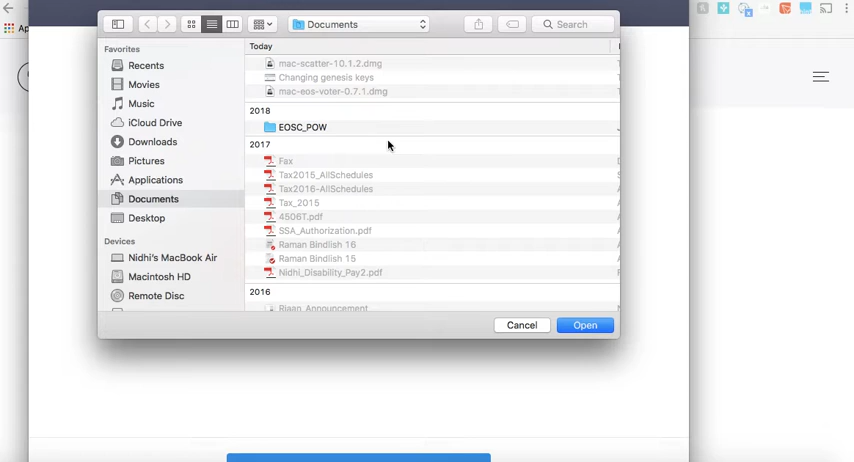 Documents
Search
Ap
Favorites
Recents
Movies
Music
iCloud Drive
Downloads
Pictures
Applications
Documents
Desktop
Devices
Nidhi's MacBook Air
Macintosh HD
Remote Disc
Today
mac-scatter-10.1.2.dmg
Changing genesis keys
mac-eos-voter-0.7.1.dmg
2018
EOSC_POW
2017
Fax
Tax2015_AllSchedules
Tax2016-AllSchedules
Tax_2015
4506T.pdf
SSA_Authorization.pdf
Raman Bindlish 16
Raman Bindlish 15
Nidhi_Disability_Pay2.pdf
2016
Riaan_Announcement
Cancel
Open